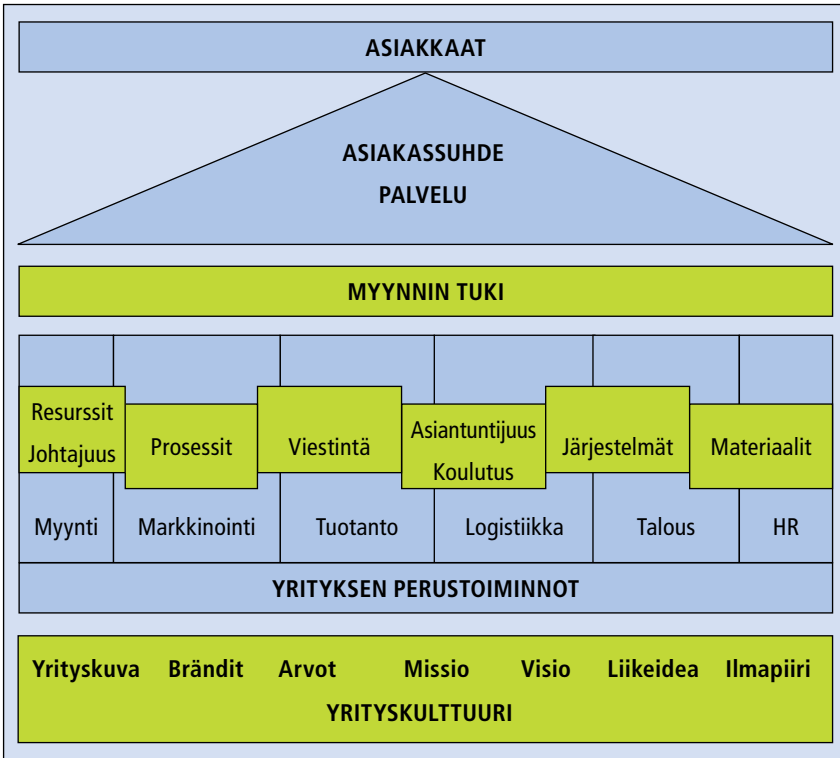 ASIAKKAAT
ASIAKASSUHDE
PALVELU
MYYNNIN TUKI
Resurssit
Johtajuus
Prosessit
Viestintä
Asiantuntijuus
Koulutus
Järjestelmät
Materiaalit
Myynti
Markkinointi
Tuotanto
Logistiikka
Talous
HR
YRITYKSEN PERUSTOIMINNOT
Yrityskuva Brändit Arvot Missio Visio Liikeidea Ilmapiiri
YRITYSKULTTUURI